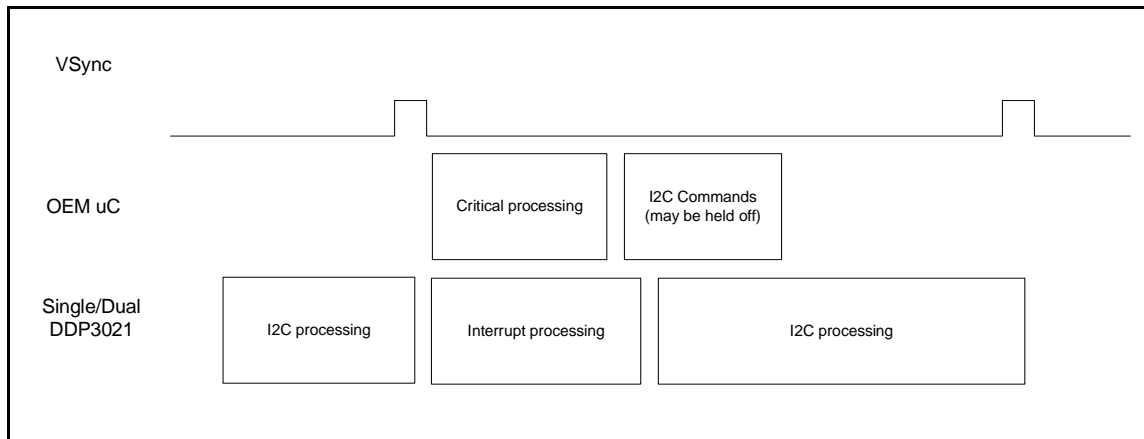 VSync
OEM uC
Critical processing
I2C Commands
(may be held off)
Single/Dual
DDP3021
I2C processing
Interrupt processing
I2C processing